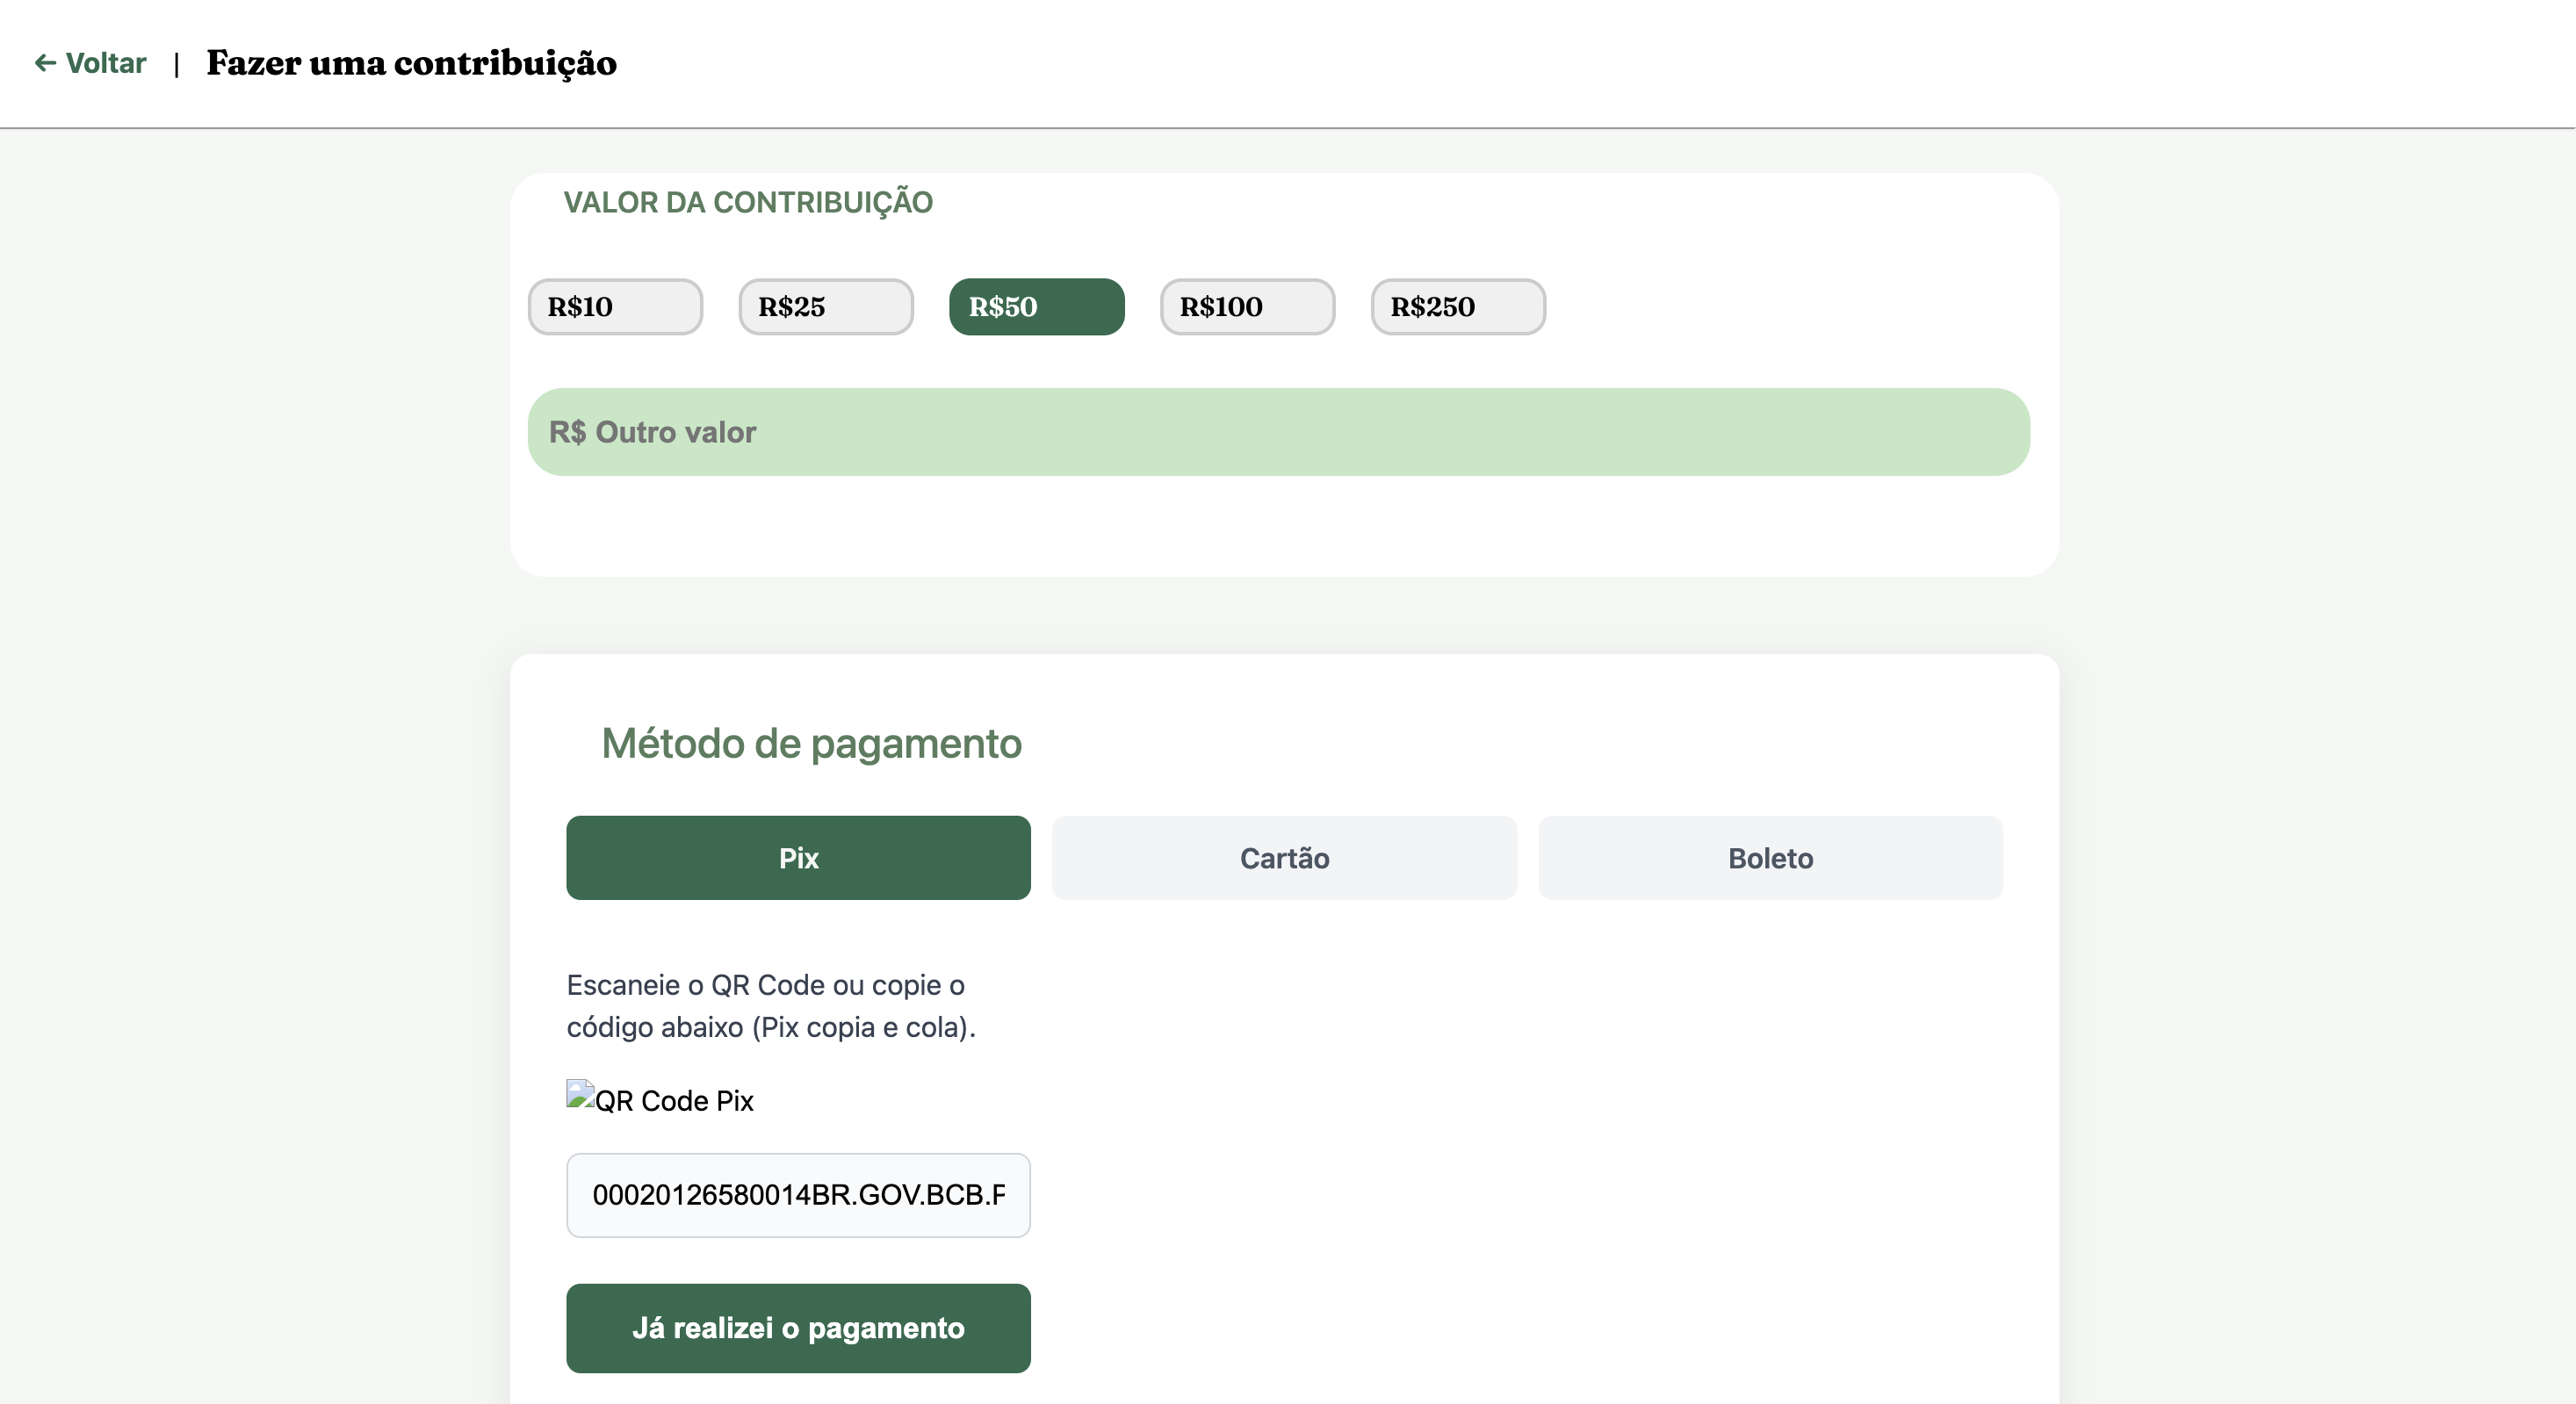 ← Voltar | Fazer uma contribuição
VALOR DA CONTRIBUIÇÃO
R$10 R$25 R$50 R$100 R$250
R$ Outro valor
Método de pagamento
Pix Cartão Boleto
Escaneie o QR Code ou copie o
código abaixo (Pix copia e cola).
QR Code Pix
00020126580014BR.GOV.BCB.
Já realizei o pagamento